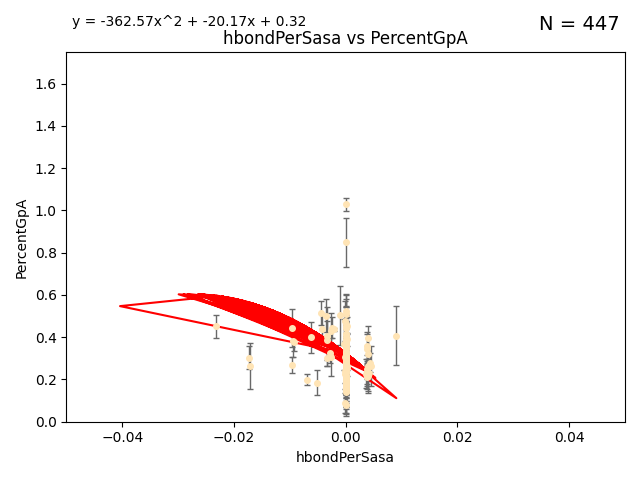 y = -362.57x^2 + -20.17x + 0.32
N = 447
hbondPerSasa vs PercentGpA
PercentGpA
1.6
1.4
1.2
1.0
0.8
0.6
0.4
0.2
0.0
−0.04 −0.02 0.00 0.02 0.04
hbondPerSasa